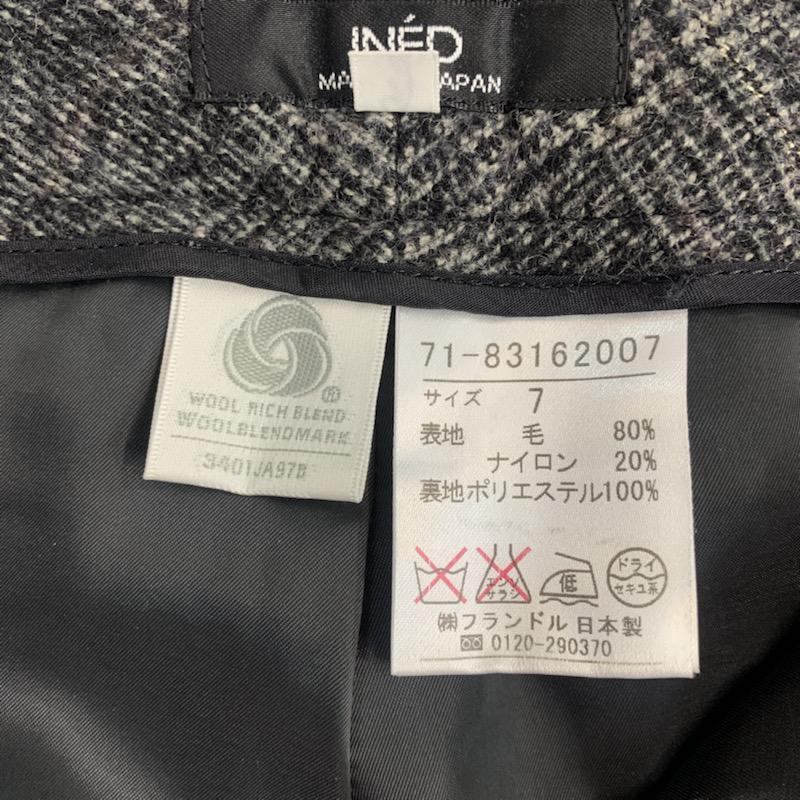 INÉD
MA APAN
WOOL RICH BLEND
WOOLBLENDMARK
3401JA97B
71-83162007
サイズ 7
表地 毛 80%
ナイロン 20%
裏地ポリエステル100%
エンソ
サラシ
低
ドライ
セキユ系
㈱フランドル 日本製
0120-290370